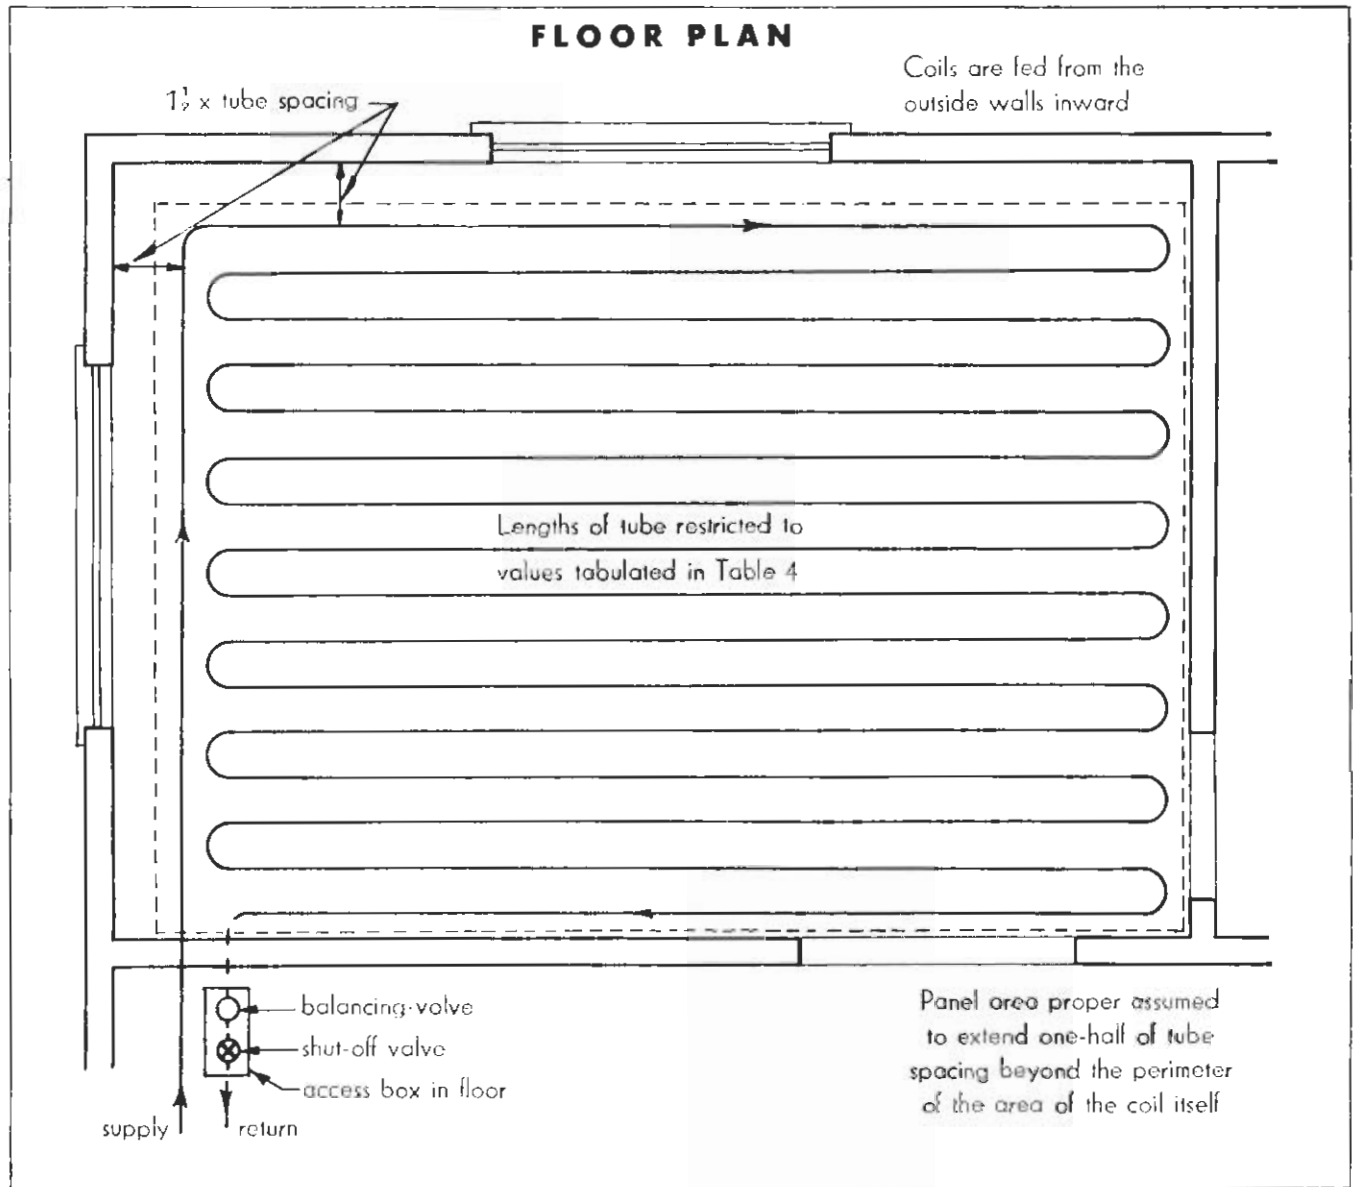 FLOOR PLAN
Coils are fed from the
outside walls inward
1½ x tube spacing
Lengths of tube restricted to
values tabulated in Table 4
balancing-valve
shut-off valve
access box in floor
supply
return
Panel area proper assumed
to extend one-half of tube
spacing beyond the perimeter
of the area of the coil itself